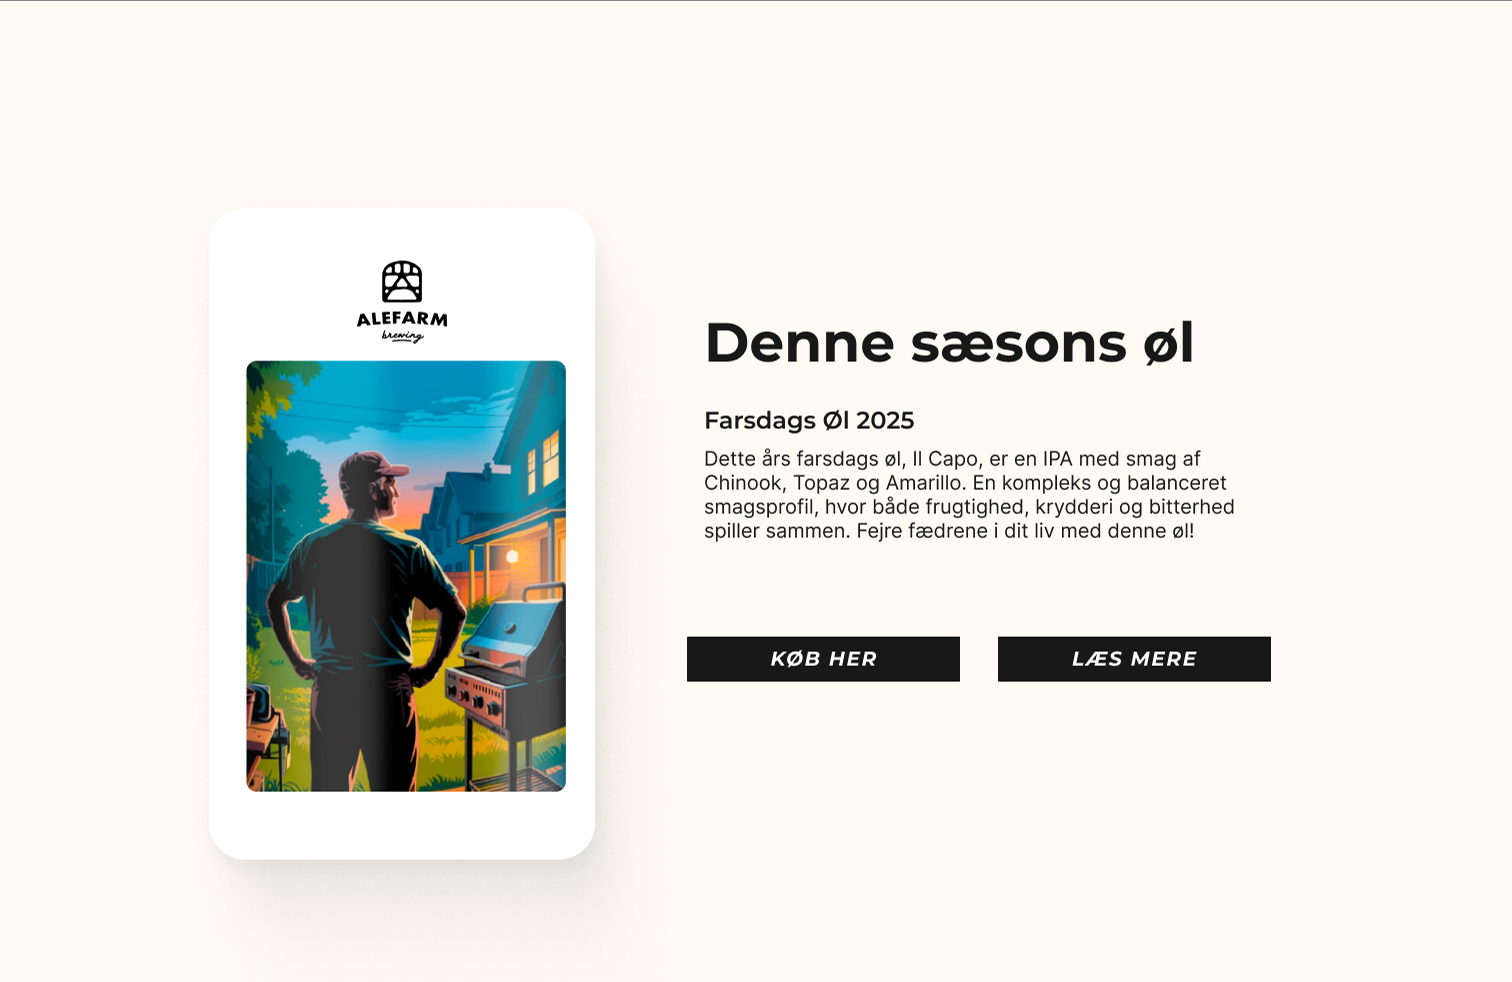 ALEFARM
brewing
Denne sæsons øl
Farsdags Øl 2025
Dette års farsdags øl, Il Capo, er en IPA med smag af
Chinook, Topaz og Amarillo. En kompleks og balanceret
smagsprofil, hvor både frugtighed, krydderi og bitterhed
spiller sammen. Fejre fædrene i dit liv med denne øl!
KØB HER
LÆS MERE